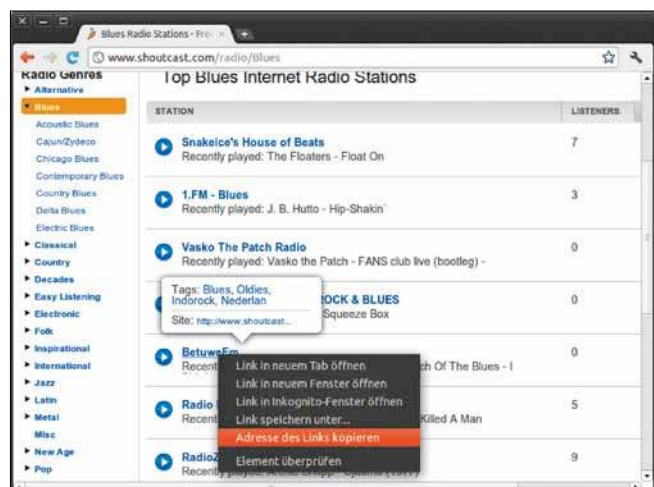 Blues Radio Stations - Fre
www.shoutcast.com/radio/Blues
Radio Genres
Alternative
Blues
Acoustic Blues
Cajun/Zydeco
Chicago Blues
Contemporary Blues
Country Blues
Delta Blues
Electric Blues
Classical
Country
Decades
Easy Listening
Electronic
Folk
Inspirational
International
Jazz
Latin
Metal
Misc
New Age
Pop
Top Blues Internet Radio Stations
STATION LISTENERS
Snakeice's House of Beats 7
Recently played: The Floaters - Float On
1.FM - Blues 3
Recently played: J. B. Hutto - Hip-Shakin`
Vasko The Patch Radio 0
Recently played: Vasko the Patch - FANS club live (bootleg) -
Tags: Blues, Oldies,
Indorock, Nederlan
Site: http://www.shoutcast...
OCK & BLUES 0
Squeeze Box
BetuweFm 0
Recent ch Of The Blues - I
Radio 5
Recent Killed A Man
RadioZ 9
Recently played:
Link in neuem Tab öffnen
Link in neuem Fenster öffnen
Link in Inkognito-Fenster öffnen
Link speichern unter...
Adresse des Links kopieren
Element überprüfen